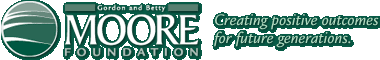 Gordon and Betty
MOORE
FOUNDATION
Creating positive outcomes
for future generations.